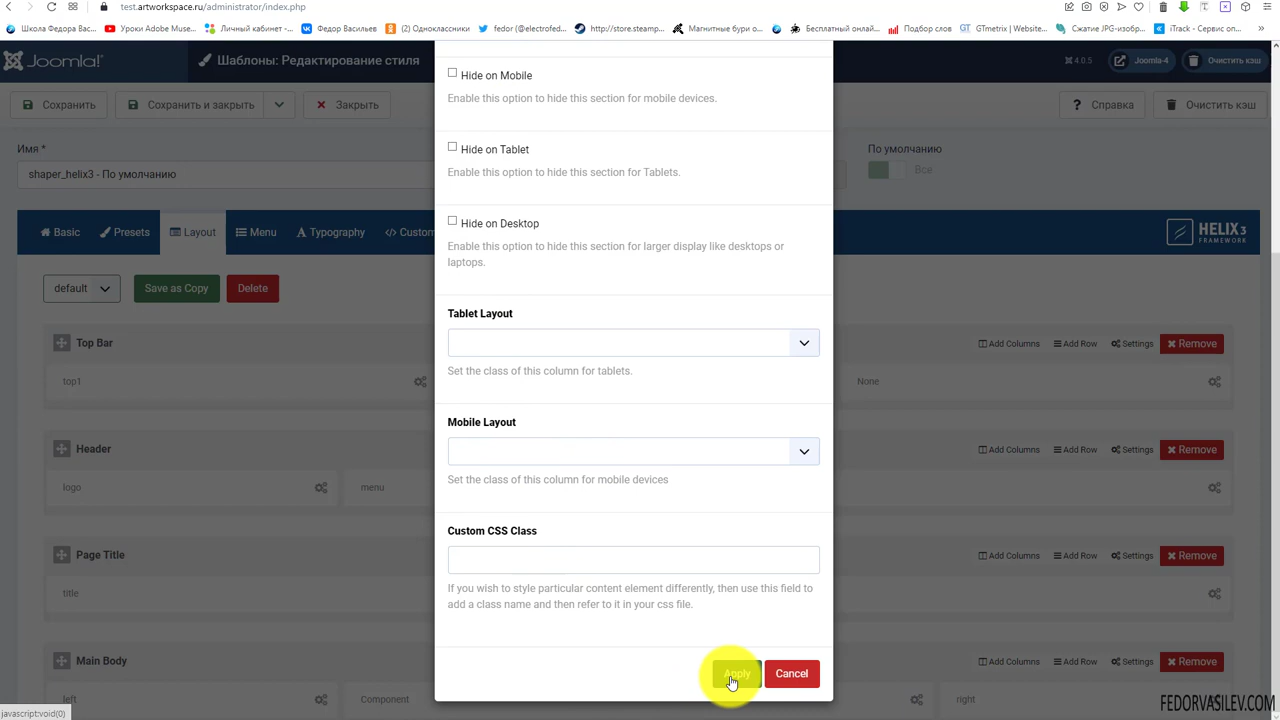 test.artworkspace.ru/administrator/index.php
Школа Федора Вас...
Уроки Adobe Muse...
Личный кабинет -...
Федор Васильев
(2) Одноклассники
fedor (@electrofed...
http://store.steamp...
Магнитные бури о...
Бесплатный онлай...
Подбор слов
GTmetrix | Website...
Сжатие JPG-изобр...
iTrack - Сервис оп...
Joomla!
Шаблоны: Редактирование стиля
4.0.5
Joomla-4
Очистить кэш
Сохранить
Сохранить и закрыть
Закрыть
Справка
Очистить кэш
Имя *
shaper_helix3 - По умолчанию
По умолчанию
Все
Basic
Presets
Layout
Menu
Typography
Custom
HELIX3
FRAMEWORK
default
Save as Copy
Delete
Top Bar
Add Columns
Add Row
Settings
Remove
top1
None
Header
Add Columns
Add Row
Settings
Remove
logo
menu
Page Title
Add Columns
Add Row
Settings
Remove
title
Main Body
Add Columns
Add Row
Settings
Remove
left
Component
right
Hide on Mobile
Enable this option to hide this section for mobile devices.
Hide on Tablet
Enable this option to hide this section for Tablets.
Hide on Desktop
Enable this option to hide this section for larger display like desktops or
laptops.
Tablet Layout
Set the class of this column for tablets.
Mobile Layout
Set the class of this column for mobile devices
Custom CSS Class
If you wish to style particular content element differently, then use this field to
add a class name and then refer to it in your css file.
Apply
Cancel
javascript:void(0)
FEDORVASILEV.COM